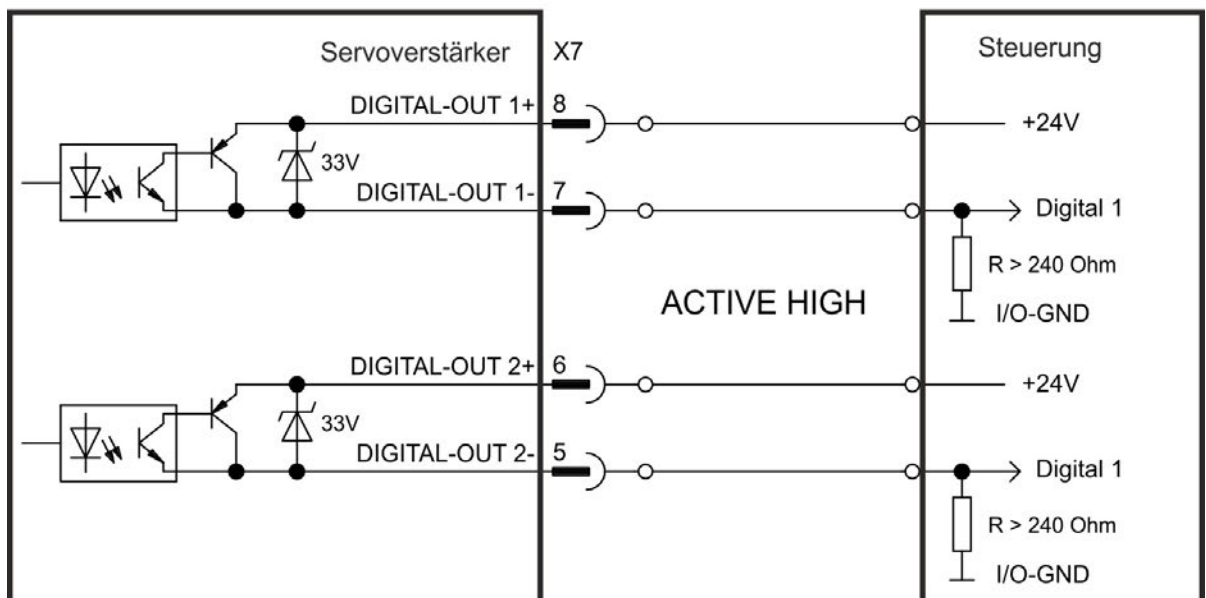 Servoverstärker
X7
Steuerung
DIGITAL-OUT 1+
8
+24V
33V
DIGITAL-OUT 1-
7
Digital 1
R > 240 Ohm
ACTIVE HIGH
I/O-GND
DIGITAL-OUT 2+
6
+24V
33V
DIGITAL-OUT 2-
5
Digital 1
R > 240 Ohm
I/O-GND